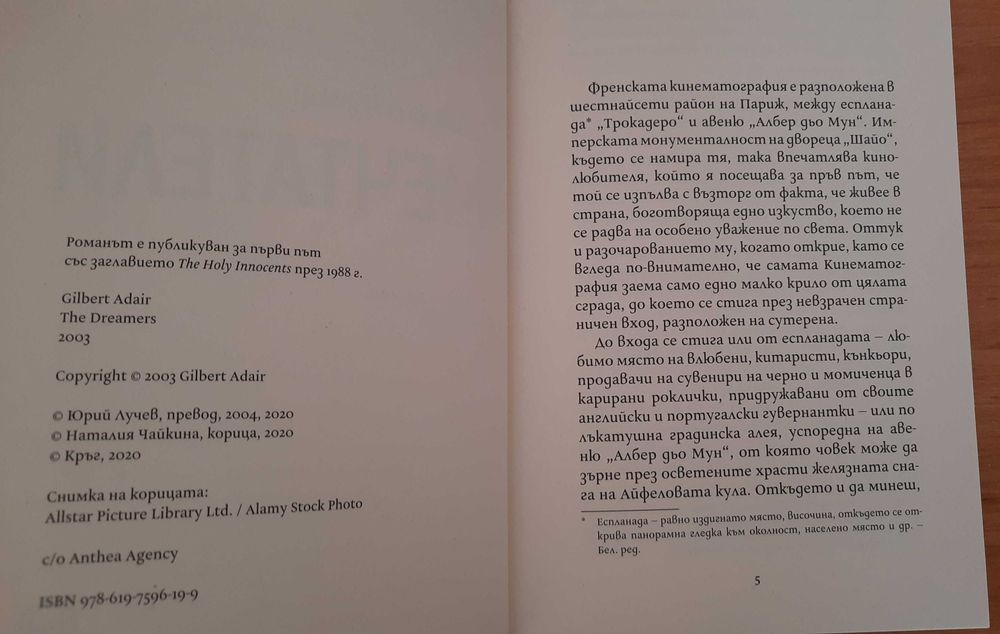 Романът е публикуван за първи път
със заглавието The Holy Innocents през 1988 г.
Gilbert Adair
The Dreamers
2003
Copyright © 2003 Gilbert Adair
© Юрий Лучев, превод, 2004, 2020
© Наталия Чайкина, корица, 2020
© Кръг, 2020
Снимка на корицата:
Allstar Picture Library Ltd. / Alamy Stock Photo
c/o Anthea Agency
ISBN 978-619-7596-19-9
Френската кинематография е разположена в
шестнайсети район на Париж, между еспланa-
да* „Трокадеро“ и авеню „Албер дьо Мун“. Им-
перската монументалност на двореца „Шайо“,
където се намира тя, така впечатлява кино-
любителя, който я посещава за пръв път, че
той се изпълва с възторг от факта, че живее в
страна, боготворяща едно изкуство, което не
се радва на особено уважение по света. Оттук
и разочарованието му, когато открие, като се
вгледа по-внимателно, че самата Кинематог-
рафия заема само едно малко крило от цялата
сграда, до което се стига през невзрачен стра-
ничен вход, разположен на сутерена.
До входа се стига или от еспланадата – лю-
бимо място на влюбени, китаристи, кънкьори,
продавачи на сувенири на черно и момиченца в
карирани роклички, придружавани от своите
английски и португалски гувернантки – или по
лъкатушна градинска алея, успоредна на аве-
ню „Албер дьо Мун“, от която човек може да
зърне през осветените храсти желязната сна-
га на Айфеловата кула. Откъдето и да минеш,
* Еспланада – равно издигнато място, височина, откъдето се от-
крива панорамна гледка към околност, населено място и др. –
Бел. ред.
5